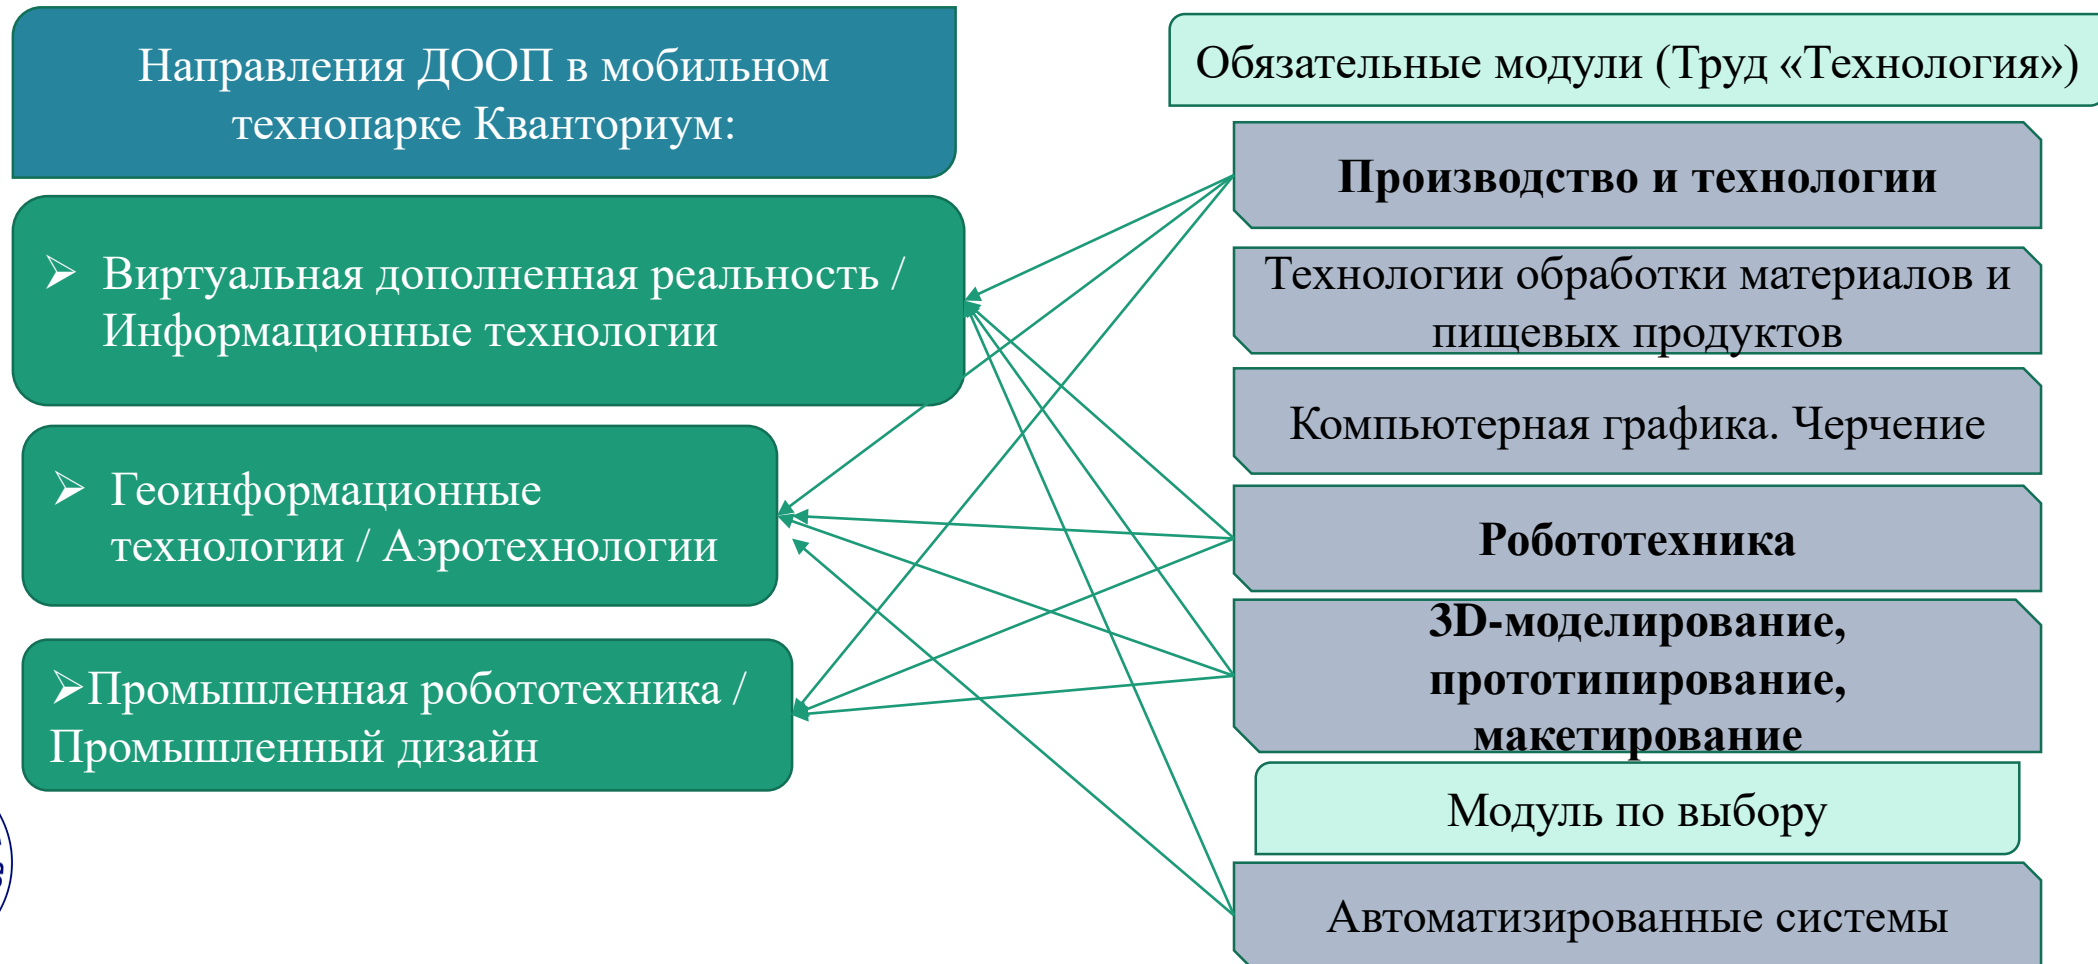 Направления ДООП в мобильном
технопарке Кванториум:
➢ Виртуальная дополненная реальность /
Информационные технологии
➢ Геоинформационные
технологии / Аэротехнологии
➢Промышленная робототехника /
Промышленный дизайн
Обязательные модули (Труд «Технология»)
Производство и технологии
Технологии обработки материалов и
пищевых продуктов
Компьютерная графика. Черчение
Робототехника
3D-моделирование,
прототипирование,
макетирование
Модуль по выбору
Автоматизированные системы